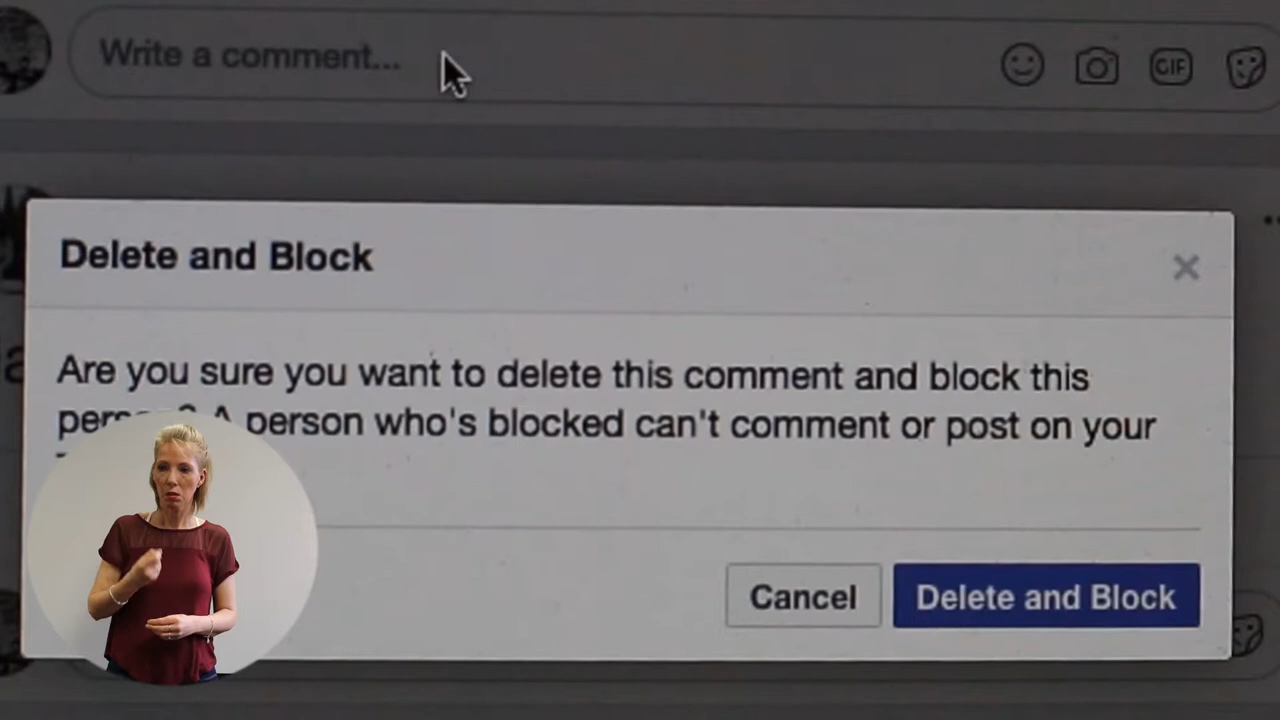 Write a comment...
GIF
Delete and Block
Are you sure you want to delete this comment and block this
A person who's blocked can't comment or post on your
Cancel
Delete and Block